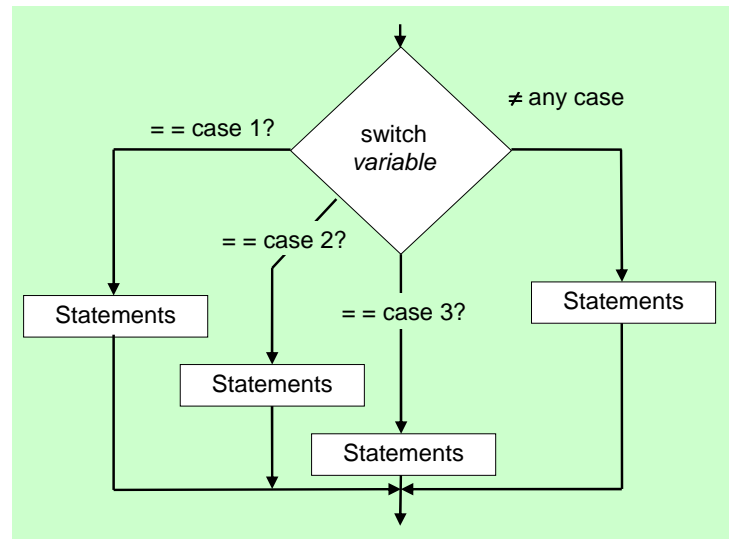 ≠ any case
= = case 1?
switch
variable
= = case 2?
Statements
Statements
= = case 3?
Statements
Statements